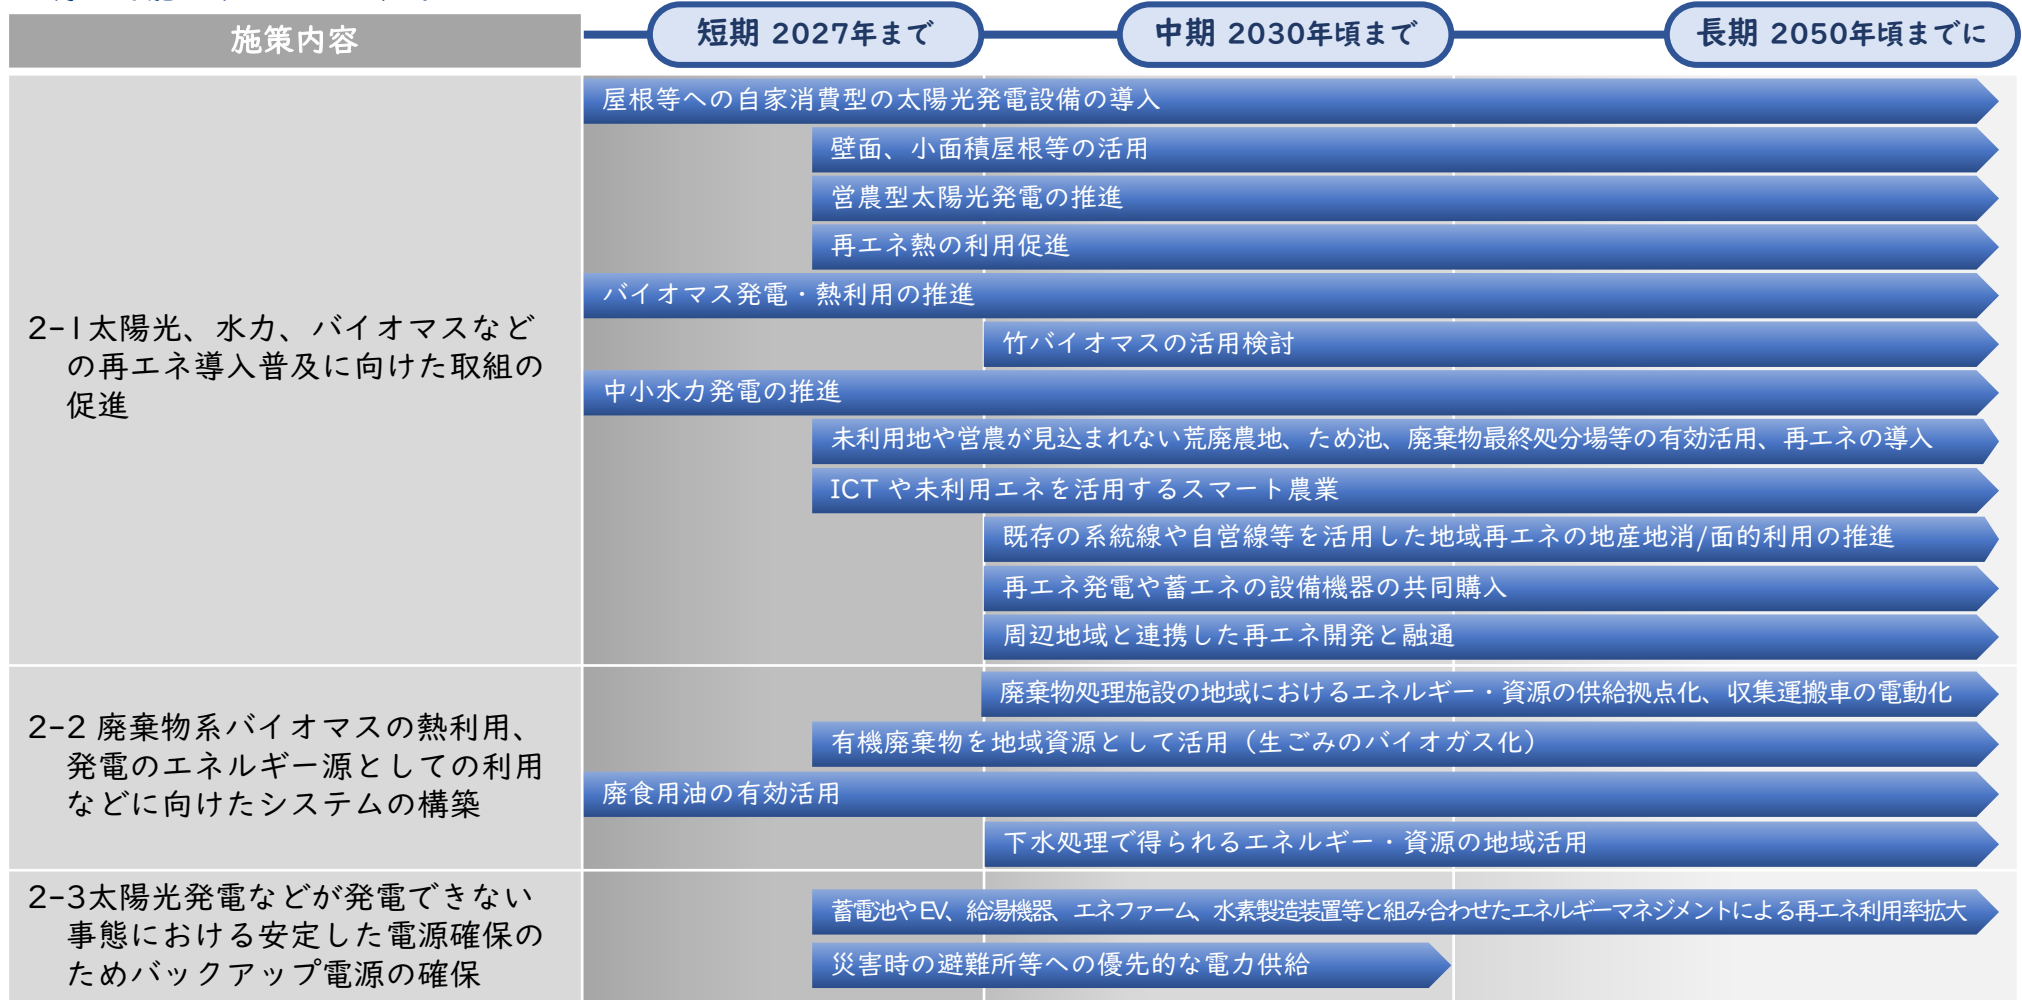 施策内容
短期 2027年まで
中期 2030年頃まで
長期 2050年頃までに
2-1太陽光、水力、バイオマスなど
の再エネ導入普及に向けた取組の
促進
屋根等への自家消費型の太陽光発電設備の導入
壁面、小面積屋根等の活用
営農型太陽光発電の推進
再エネ熱の利用促進
バイオマス発電・熱利用の推進
竹バイオマスの活用検討
中小水力発電の推進
未利用地や営農が見込まれない荒廃農地、ため池、廃棄物最終処分場等の有効活用、再エネの導入
ICT や未利用エネを活用するスマート農業
既存の系統線や自営線等を活用した地域再エネの地産地消/面的利用の推進
再エネ発電や蓄エネの設備機器の共同購入
周辺地域と連携した再エネ開発と融通
2-2 廃棄物系バイオマスの熱利用、
発電のエネルギー源としての利用
などに向けたシステムの構築
廃棄物処理施設の地域におけるエネルギー・資源の供給拠点化、収集運搬車の電動化
有機廃棄物を地域資源として活用（生ごみのバイオガス化）
廃食用油の有効活用
下水処理で得られるエネルギー・資源の地域活用
2-3太陽光発電などが発電できない
事態における安定した電源確保の
ためバックアップ電源の確保
蓄電池やEV、給湯機器、エネファーム、水素製造装置等と組み合わせたエネルギーマネジメントによる再エネ利用率拡大
災害時の避難所等への優先的な電力供給